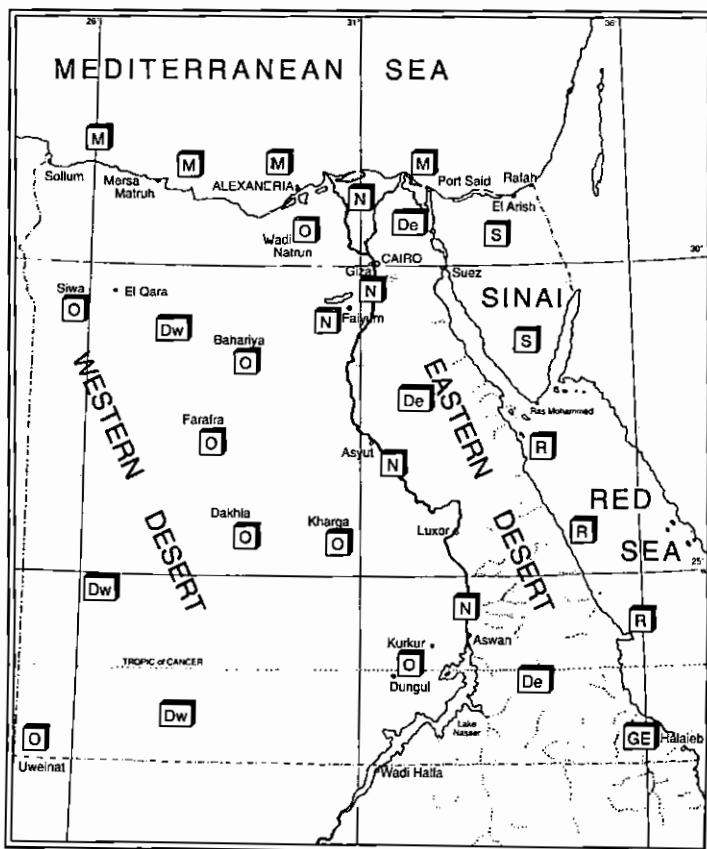 26 31 36
MEDITERRANEAN SEA
M
M M M
Sollum Mersa Matruh ALEXANCRIA Port Said Rafah
N
El Arish
Wadi Natrun O De S
30
CAIRO
Giza Suez
Siwa El Qara N SINAI
O Dw N Faiyum
Bahariya S
O
WESTERN DESERT
EASTERN DESERT
De Ras Mohammed
Farafra
O Asyut N R
RED SEA
Dakhla Kharga Luxor
O O R
25
Dw N R
Kurkur Aswan
TROPIC of CANCER O
Dungul De
Dw
O Lake Nasser GE Halaieb
Uweinat Wadi Halfa